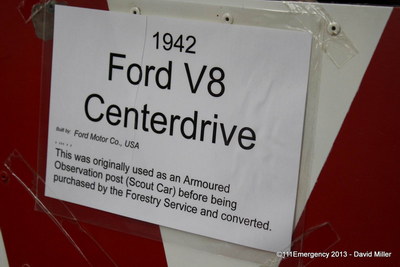 1942
Ford V8
Centerdrive
Built by: Ford Motor Co., USA
This was originally used as an Armoured
Observation post (Scout Car) before being
purchased by the Forestry Service and converted.
©111Emergency 2013 - David Miller